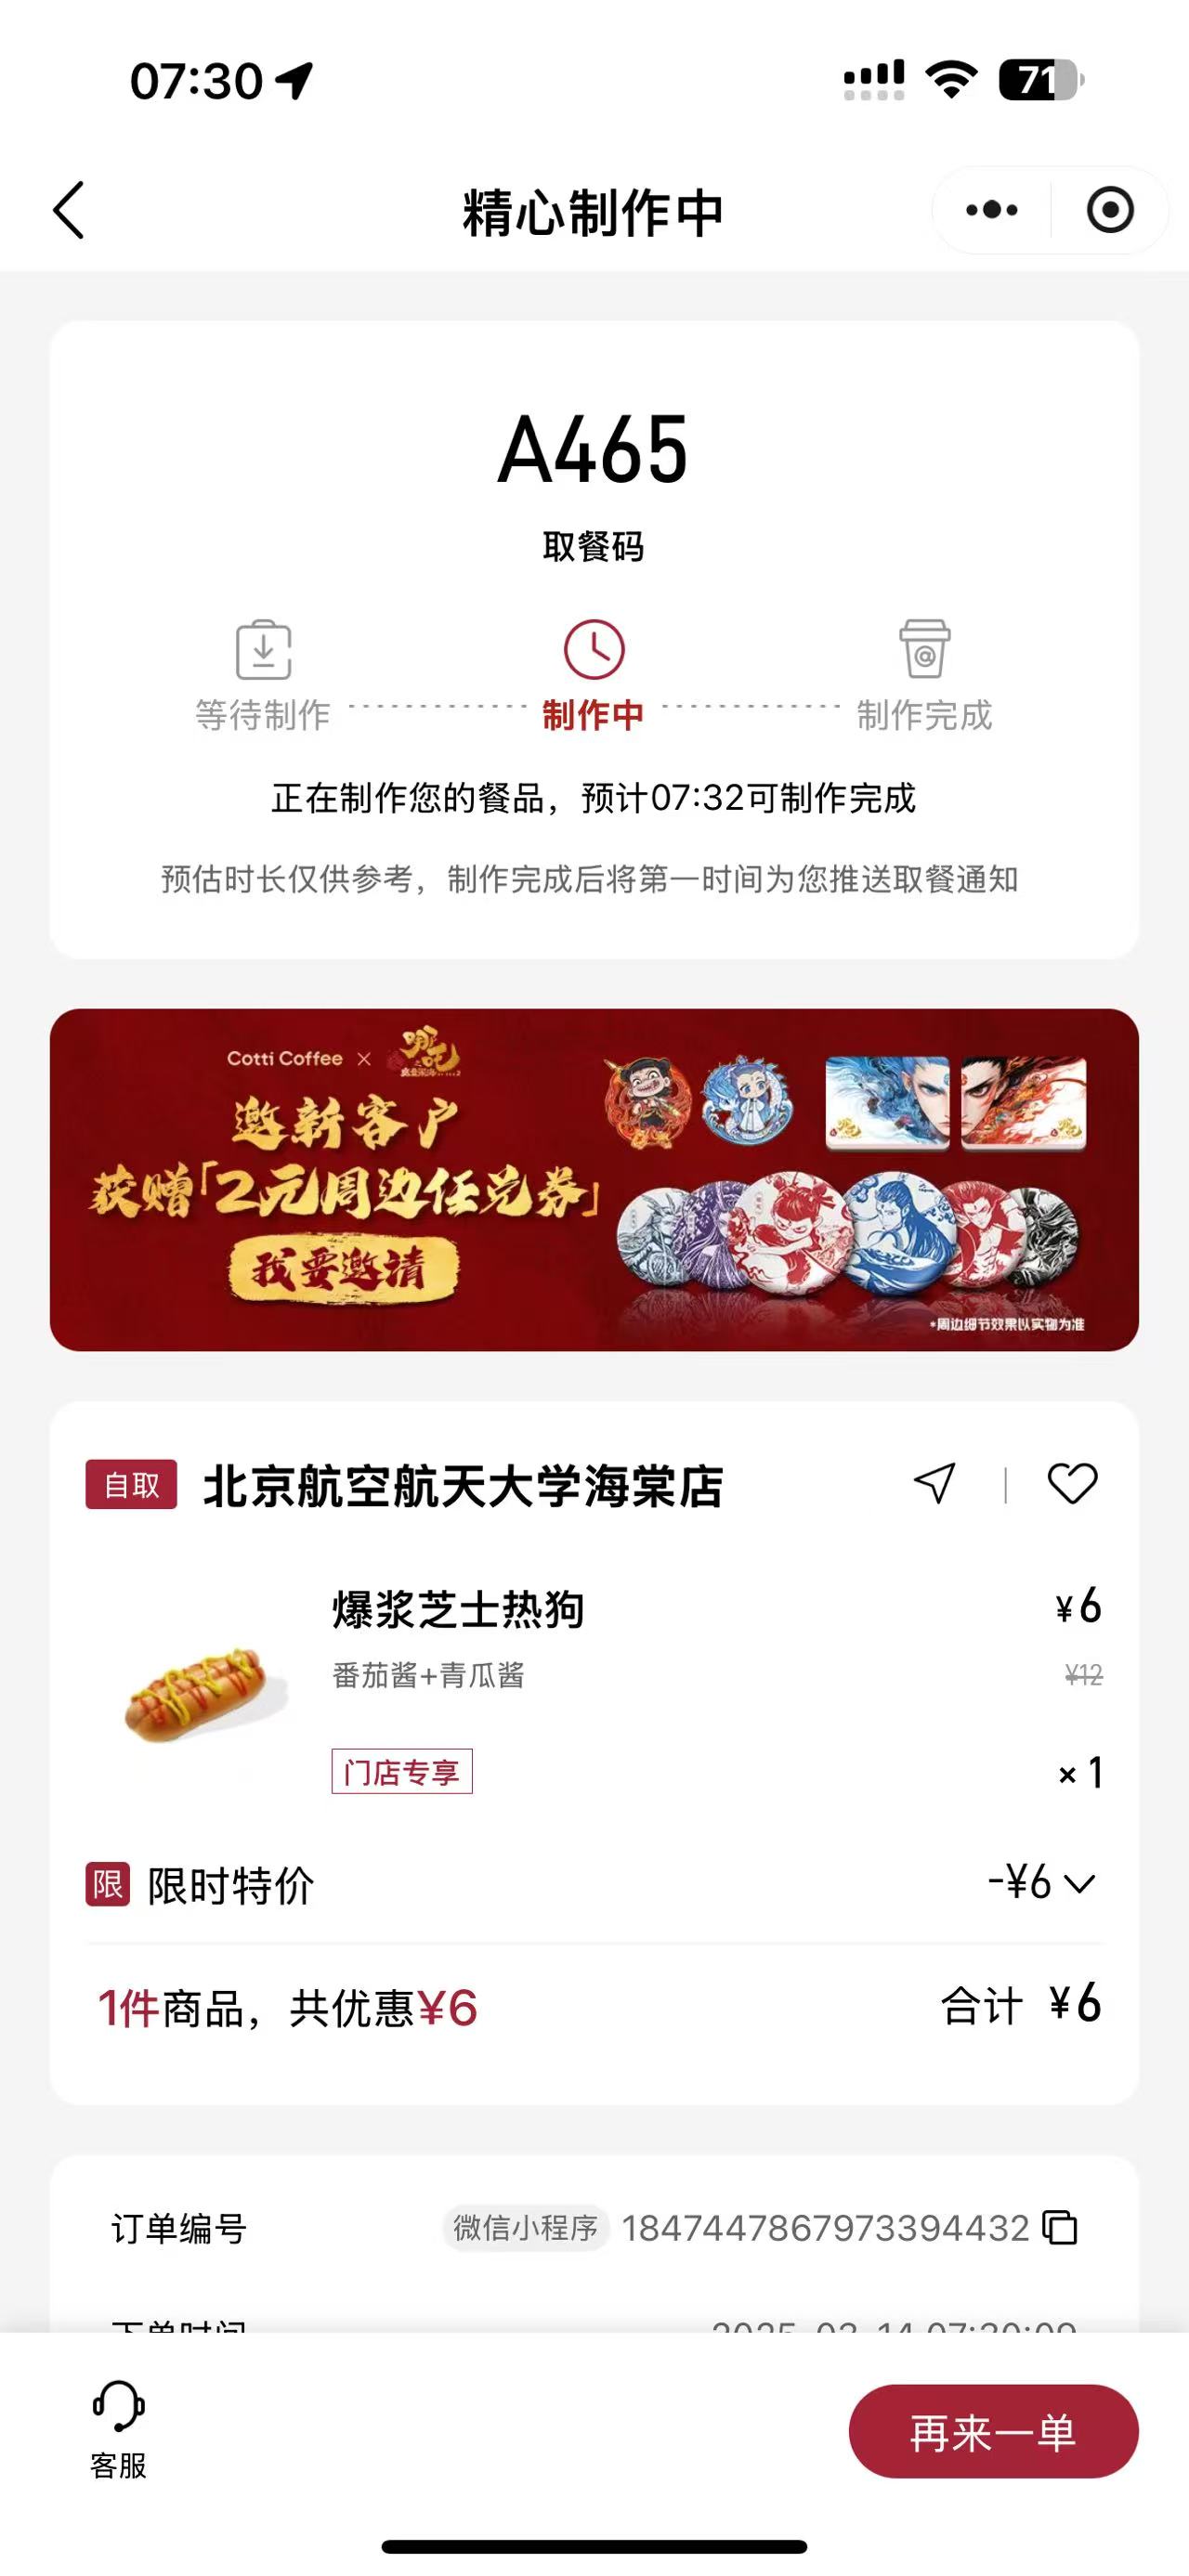 07:30
71
精心制作中
A465
取餐码
等待制作
制作中
制作完成
正在制作您的餐品，预计07:32可制作完成
预估时长仅供参考，制作完成后将第一时间为您推送取餐通知
Cotti Coffee × 哪吒
邀新客户
获赠「2元周边任兑券」
我要邀请
*周边细节效果以实物为准
自取 北京航空航天大学海棠店
爆浆芝士热狗 ¥6
番茄酱+青瓜酱 ¥12
门店专享 ×1
限 限时特价 -¥6
1件商品，共优惠¥6 合计 ¥6
订单编号 微信小程序 1847447867973394432
下单时间
客服
再来一单